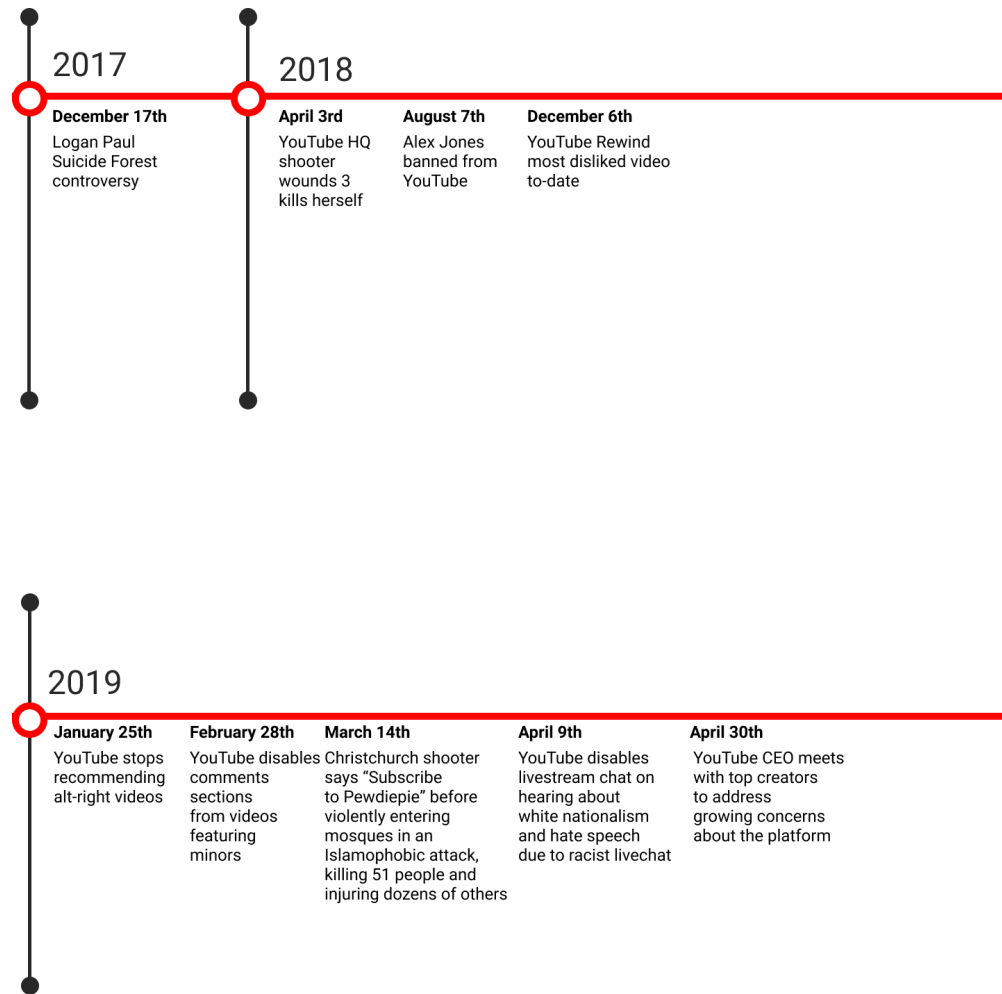 2017
December 17th
Logan Paul
Suicide Forest
controversy
2018
April 3rd
YouTube HQ
shooter
wounds 3
kills herself
August 7th
Alex Jones
banned from
YouTube
December 6th
YouTube Rewind
most disliked video
to-date
2019
January 25th
YouTube stops
recommending
alt-right videos
February 28th
YouTube disables
comments
sections
from videos
featuring
minors
March 14th
Christchurch shooter
says “Subscribe
to Pewdiepie” before
violently entering
mosques in an
Islamophobic attack,
killing 51 people and
injuring dozens of others
April 9th
YouTube disables
livestream chat on
hearing about
white nationalism
and hate speech
due to racist livechat
April 30th
YouTube CEO meets
with top creators
to address
growing concerns
about the platform